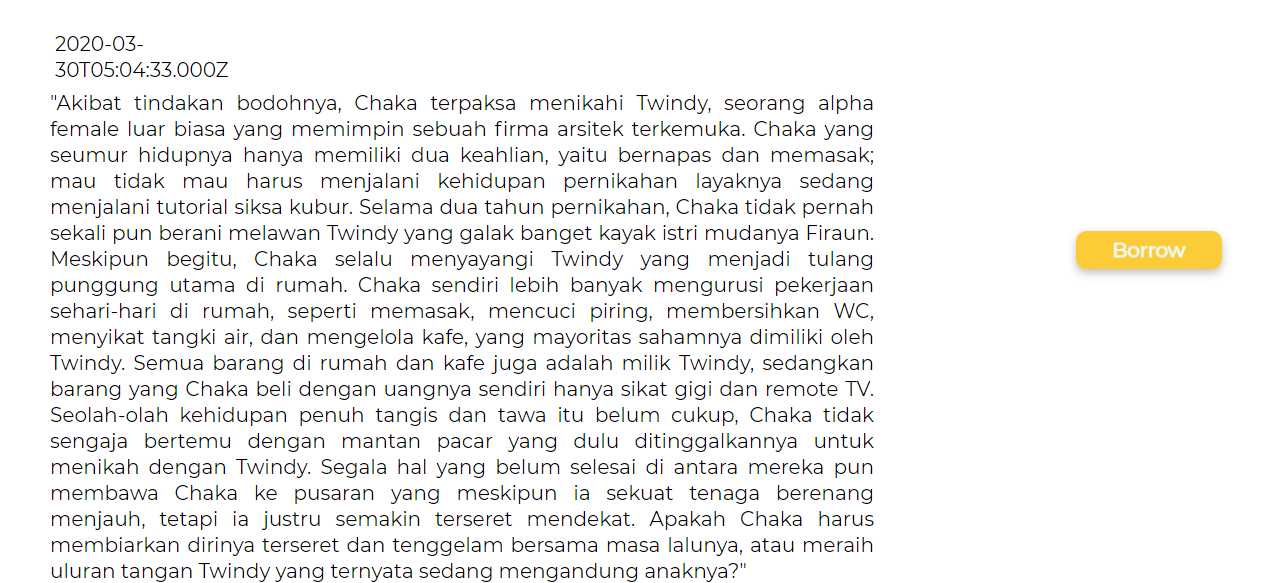 2020-03-
30T05:04:33.000Z
"Akibat tindakan bodohnya, Chaka terpaksa menikahi Twindy, seorang alpha
female luar biasa yang memimpin sebuah firma arsitek terkemuka. Chaka yang
seumur hidupnya hanya memiliki dua keahlian, yaitu bernapas dan memasak;
mau tidak mau harus menjalani kehidupan pernikahan layaknya sedang
menjalani tutorial siksa kubur. Selama dua tahun pernikahan, Chaka tidak pernah
sekali pun berani melawan Twindy yang galak banget kayak istri mudanya Firaun.
Meskipun begitu, Chaka selalu menyayangi Twindy yang menjadi tulang
punggung utama di rumah. Chaka sendiri lebih banyak mengurusi pekerjaan
sehari-hari di rumah, seperti memasak, mencuci piring, membersihkan WC,
menyikat tangki air, dan mengelola kafe, yang mayoritas sahamnya dimiliki oleh
Twindy. Semua barang di rumah dan kafe juga adalah milik Twindy, sedangkan
barang yang Chaka beli dengan uangnya sendiri hanya sikat gigi dan remote TV.
Seolah-olah kehidupan penuh tangis dan tawa itu belum cukup, Chaka tidak
sengaja bertemu dengan mantan pacar yang dulu ditinggalkannya untuk
menikah dengan Twindy. Segala hal yang belum selesai di antara mereka pun
membawa Chaka ke pusaran yang meskipun ia sekuat tenaga berenang
menjauh, tetapi ia justru semakin terseret mendekat. Apakah Chaka harus
membiarkan dirinya terseret dan tenggelam bersama masa lalunya, atau meraih
uluran tangan Twindy yang ternyata sedang mengandung anaknya?"
Borrow